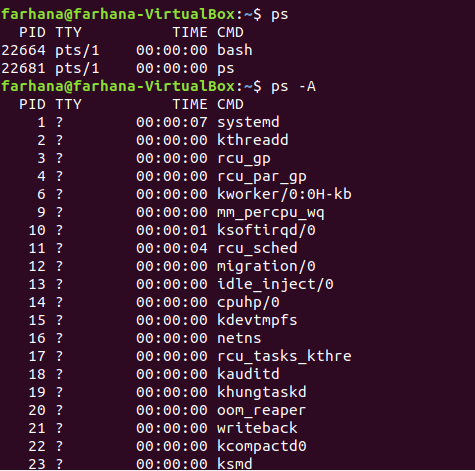 farhana@farhana-VirtualBox:~$ ps
PID TTY TIME CMD
22664 pts/1 00:00:00 bash
22681 pts/1 00:00:00 ps
farhana@farhana-VirtualBox:~$ ps -A
PID TTY TIME CMD
1 ? 00:00:07 systemd
2 ? 00:00:00 kthreadd
3 ? 00:00:00 rcu_gp
4 ? 00:00:00 rcu_par_gp
6 ? 00:00:00 kworker/0:0H-kb
9 ? 00:00:00 mm_percpu_wq
10 ? 00:00:01 ksoftirqd/0
11 ? 00:00:04 rcu_sched
12 ? 00:00:00 migration/0
13 ? 00:00:00 idle_inject/0
14 ? 00:00:00 cpuhp/0
15 ? 00:00:00 kdevtmpfs
16 ? 00:00:00 netns
17 ? 00:00:00 rcu_tasks_kthre
18 ? 00:00:00 kauditd
19 ? 00:00:00 khungtaskd
20 ? 00:00:00 oom_reaper
21 ? 00:00:00 writeback
22 ? 00:00:00 kcompactd0
23 ? 00:00:00 ksmd